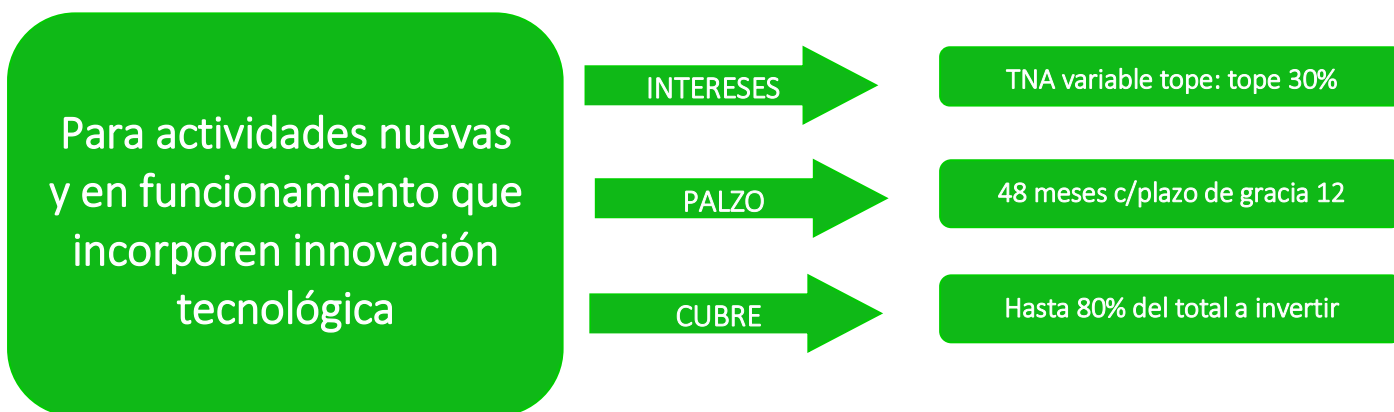 Para actividades nuevas
y en funcionamiento que
incorporen innovación
tecnológica
INTERESES
TNA variable tope: tope 30%
PALZO
48 meses c/plazo de gracia 12
CUBRE
Hasta 80% del total a invertir